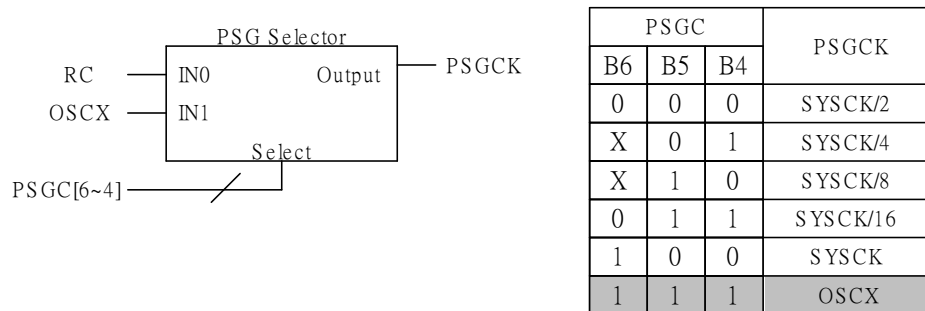 PSG Selector
RC IN0 Output PSGCK
OSCX IN1
Select
PSGC[6~4]
PSGC PSGCK
B6 B5 B4
0 0 0 SYSCK/2
X 0 1 SYSCK/4
X 1 0 SYSCK/8
0 1 1 SYSCK/16
1 0 0 SYSCK
1 1 1 OSCX